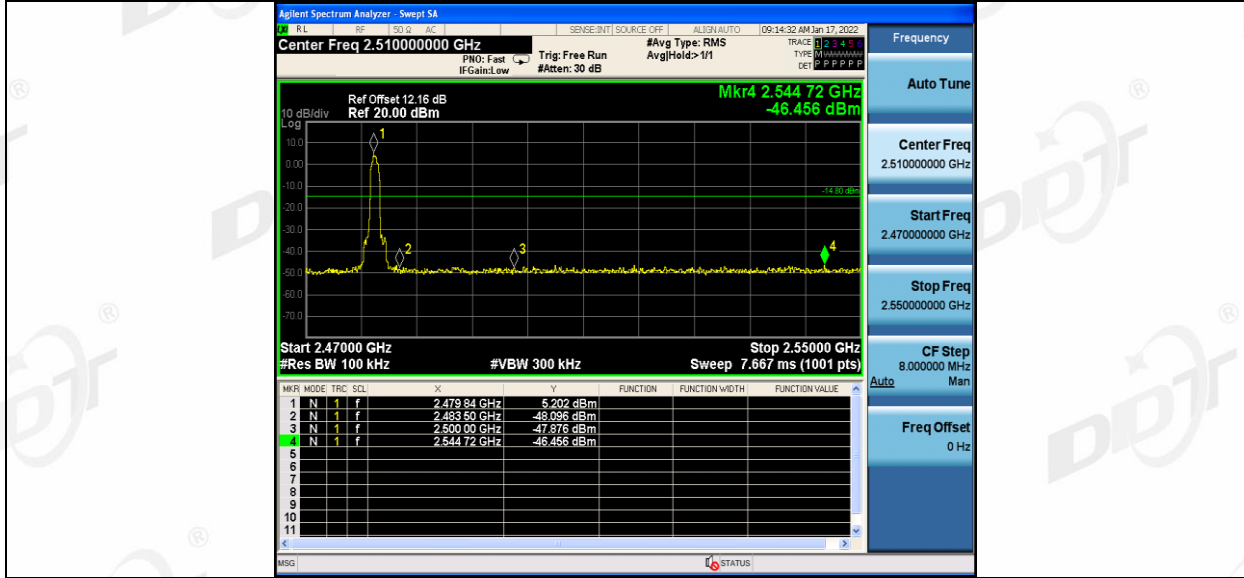 Agilent Spectrum Analyzer - Swept SA
RL RF 50 Ω AC SENSE:INT SOURCE OFF ALIGN AUTO 09:14:32 AM Jan 17, 2022
Center Freq 2.510000000 GHz
PNO: Fast
IFGain:Low
Trig: Free Run
#Atten: 30 dB
#Avg Type: RMS
Avg|Hold:>1/1
TRACE 1 2 3 4 5 6
TYPE M WWWWW
DET P P P P P P
Mkr4 2.544 72 GHz
-46.456 dBm
Ref Offset 12.16 dB
10 dB/div Ref 20.00 dBm
Log
10.0
0.00
-10.0
-20.0
-30.0
-40.0
-50.0
-60.0
-70.0
1
2
3
4
-14.80 dBm
Start 2.47000 GHz Stop 2.55000 GHz
#Res BW 100 kHz #VBW 300 kHz Sweep 7.667 ms (1001 pts)
MKR MODE TRC SCL X Y FUNCTION FUNCTION WIDTH FUNCTION VALUE
1 N 1 f 2.479 84 GHz 5.202 dBm
2 N 1 f 2.483 50 GHz -48.096 dBm
3 N 1 f 2.500 00 GHz -47.876 dBm
4 N 1 f 2.544 72 GHz -46.456 dBm
5
6
7
8
9
10
11
MSG STATUS
Frequency
Auto Tune
Center Freq
2.510000000 GHz
Start Freq
2.470000000 GHz
Stop Freq
2.550000000 GHz
CF Step
8.000000 MHz
Auto Man
Freq Offset
0 Hz
DDT
®